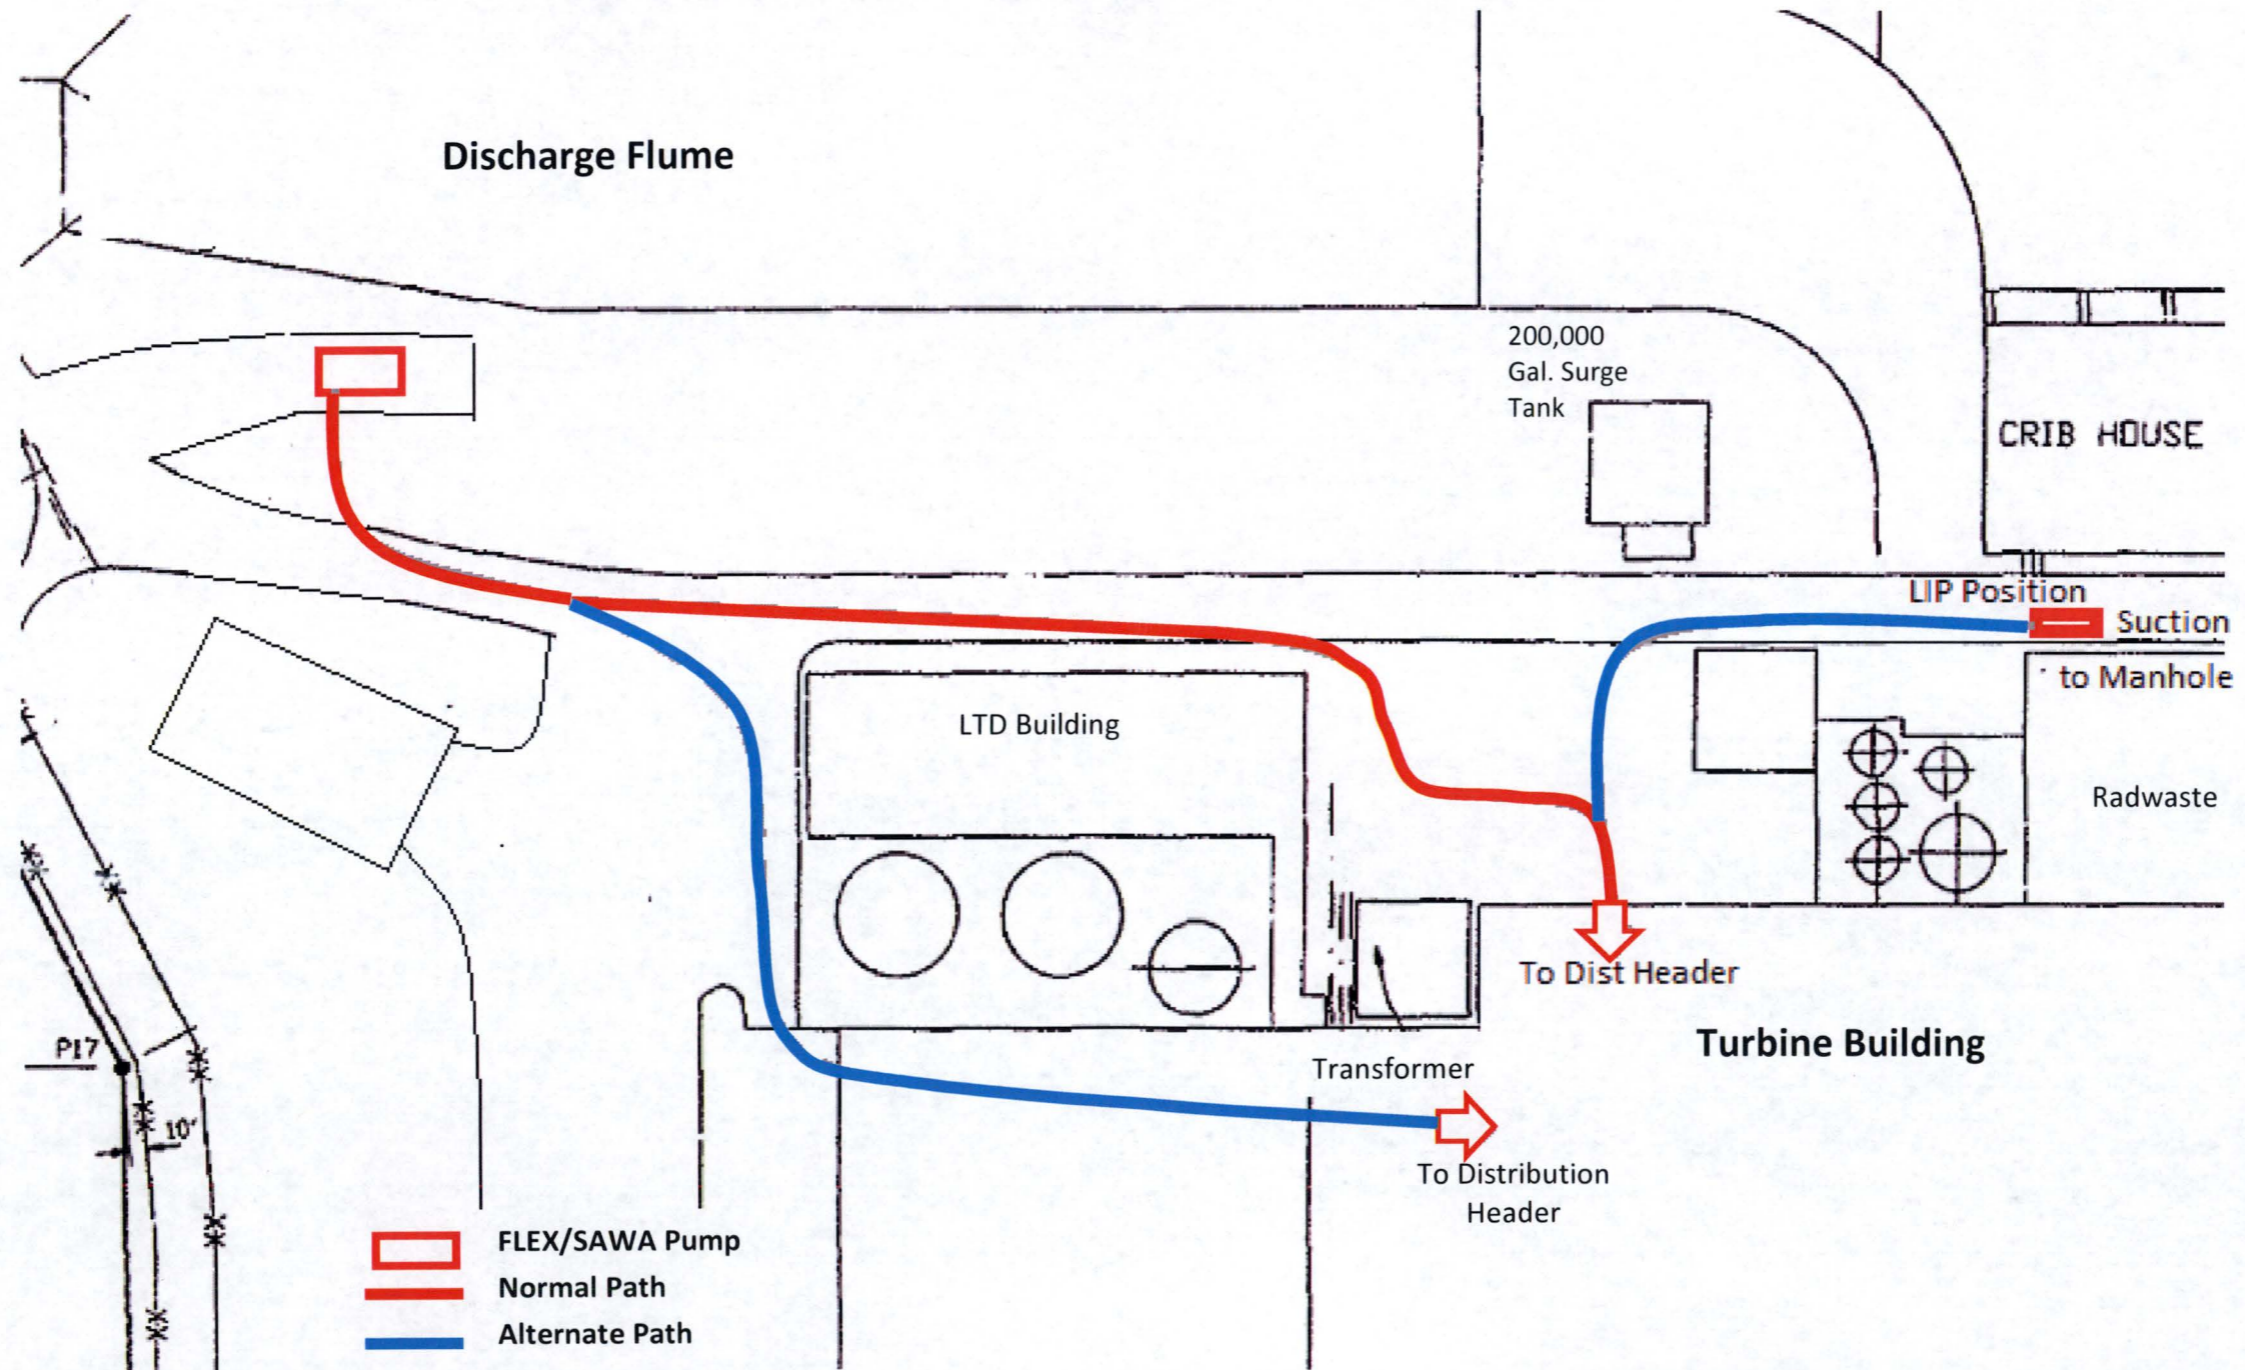 Discharge Flume
200,000
Gal. Surge
Tank
CRIB HOUSE
LIP Position
Suction
to Manhole
LTD Building
Radwaste
To Dist Header
Turbine Building
P17
Transformer
10'
To Distribution
Header
FLEX/SAWA Pump
Normal Path
Alternate Path